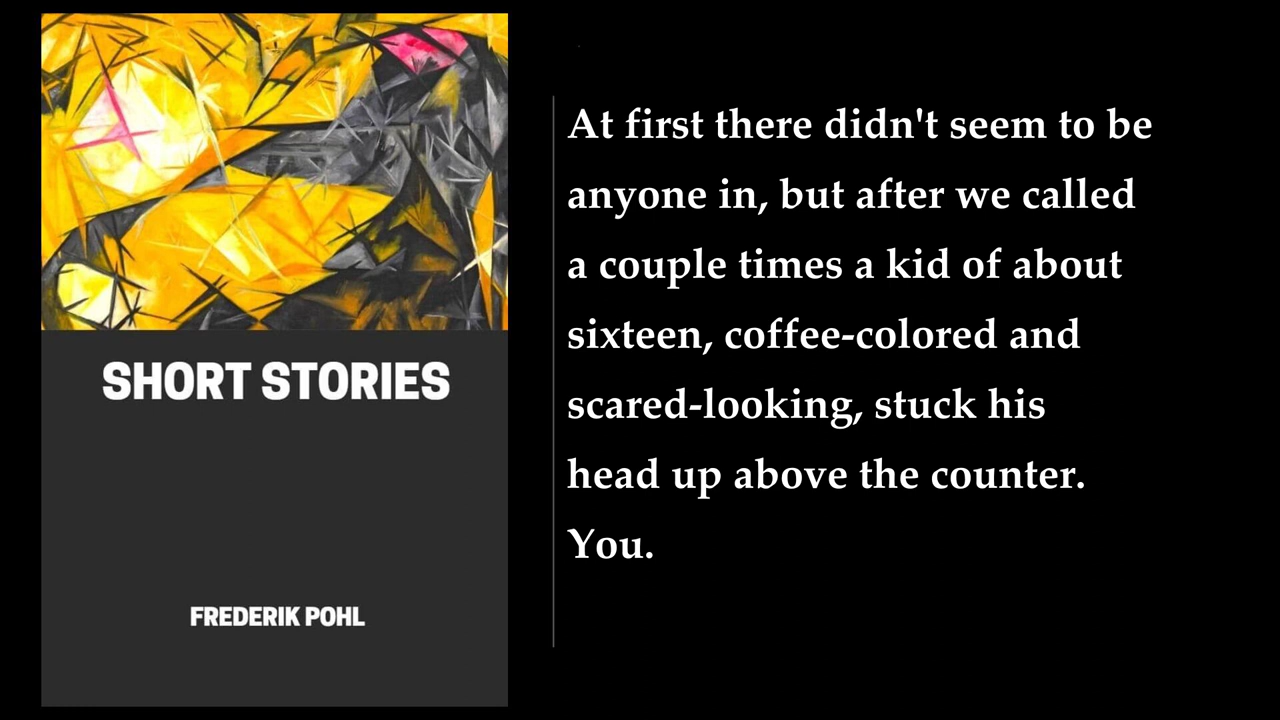 SHORT STORIES
FREDERIK POHL
At first there didn't seem to be
anyone in, but after we called
a couple times a kid of about
sixteen, coffee-colored and
scared-looking, stuck his
head up above the counter.
You.